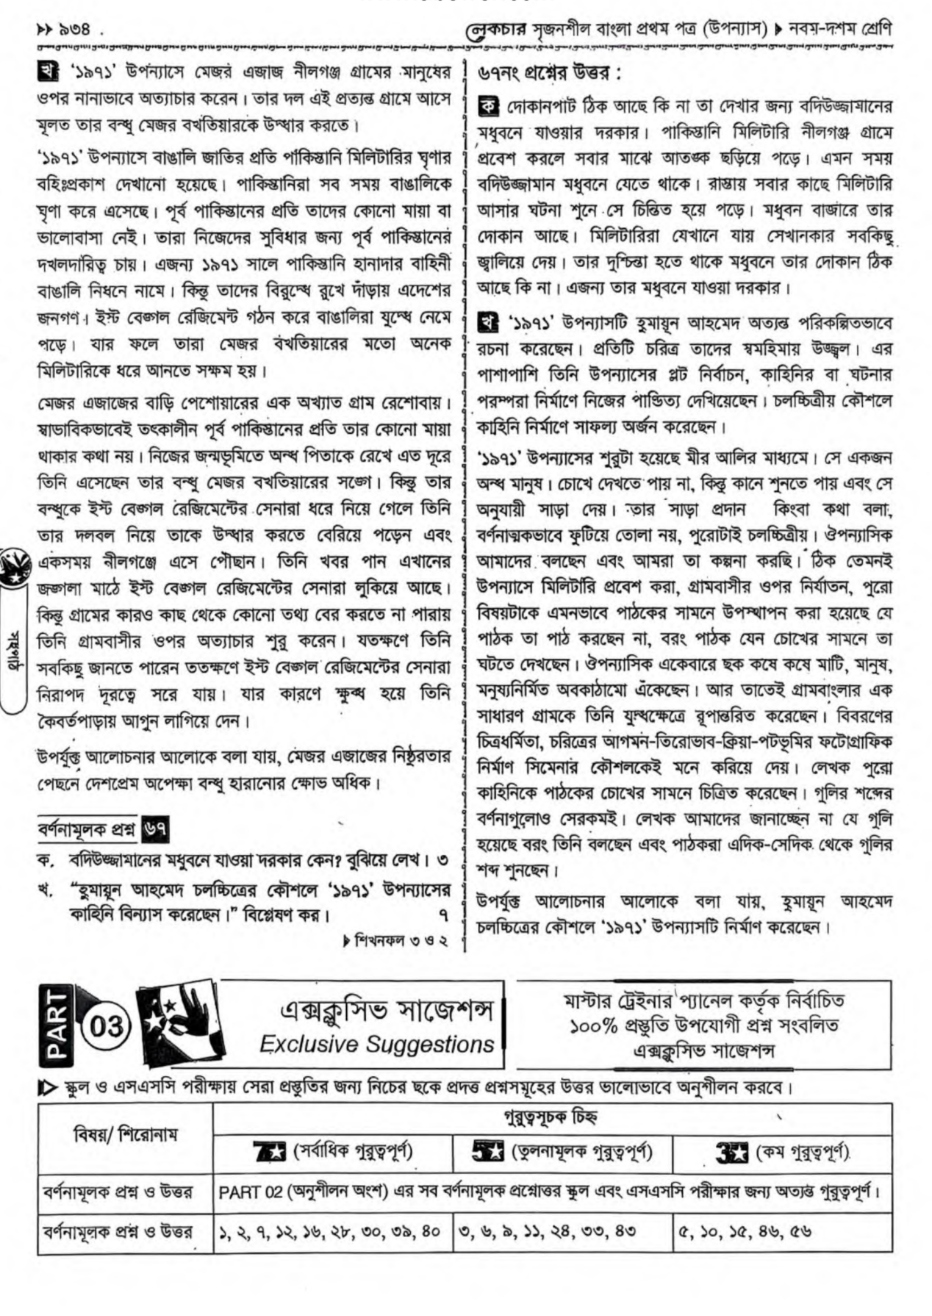 ▶▶ ৯৩৪ .
লেকচার সৃজনশীল বাংলা প্রথম পত্র (উপন্যাস) ▶ নবম-দশম শ্রেণি
খ '১৯৭১' উপন্যাসে মেজর এজাজ নীলগঞ্জ গ্রামের মানুষের
ওপর নানাভাবে অত্যাচার করেন। তার দল এই প্রত্যন্ত গ্রামে আসে
মূলত তার বন্ধু মেজর বখতিয়ারকে উদ্ধার করতে।
'১৯৭১' উপন্যাসে বাঙালি জাতির প্রতি পাকিস্তানি মিলিটারির ঘৃণার
বহিঃপ্রকাশ দেখানো হয়েছে। পাকিস্তানিরা সব সময় বাঙালিকে
ঘৃণা করে এসেছে। পূর্ব পাকিস্তানের প্রতি তাদের কোনো মায়া বা
ভালোবাসা নেই। তারা নিজেদের সুবিধার জন্য পূর্ব পাকিস্তানের
দখলদারিত্ব চায়। এজন্য ১৯৭১ সালে পাকিস্তানি হানাদার বাহিনী
বাঙালি নিধনে নামে। কিন্তু তাদের বিরুদ্ধে রুখে দাঁড়ায় এদেশের
জনগণ। ইস্ট বেঙ্গল রেজিমেন্ট গঠন করে বাঙালিরা যুদ্ধে নেমে
পড়ে। যার ফলে তারা মেজর বখতিয়ারের মতো অনেক
মিলিটারিকে ধরে আনতে সক্ষম হয়।
মেজর এজাজের বাড়ি পেশোয়ারের এক অখ্যাত গ্রাম রেশোবায়।
স্বাভাবিকভাবেই তৎকালীন পূর্ব পাকিস্তানের প্রতি তার কোনো মায়া
থাকার কথা নয়। নিজের জন্মভূমিতে অন্ধ পিতাকে রেখে এত দূরে
তিনি এসেছেন তার বন্ধু মেজর বখতিয়ারের সঙ্গে। কিন্তু তার
বন্ধুকে ইস্ট বেঙ্গল রেজিমেন্টের সেনারা ধরে নিয়ে গেলে তিনি
তার দলবল নিয়ে তাকে উদ্ধার করতে বেরিয়ে পড়েন এবং
একসময় নীলগঞ্জে এসে পৌছান। তিনি খবর পান এখানের
জঙ্গলা মাঠে ইস্ট বেঙ্গল রেজিমেন্টের সেনারা লুকিয়ে আছে।
কিন্তু গ্রামের কারও কাছ থেকে কোনো তথ্য বের করতে না পারায়
তিনি গ্রামবাসীর ওপর অত্যাচার শুরু করেন। যতক্ষণে তিনি
সবকিছু জানতে পারেন ততক্ষণে ইস্ট বেঙ্গল রেজিমেন্টের সেনারা
নিরাপদ দূরত্বে সরে যায়। যার কারণে ক্ষুব্ধ হয়ে তিনি
কৈবর্তপাড়ায় আগুন লাগিয়ে দেন।
উপর্যুক্ত আলোচনার আলোকে বলা যায়, মেজর এজাজের নিষ্ঠুরতার
পেছনে দেশপ্রেম অপেক্ষা বন্ধু হারানোর ক্ষোভ অধিক।
বর্ণনামূলক প্রশ্ন ৬৭
ক. বদিউজ্জামানের মধুবনে যাওয়া দরকার কেন? বুঝিয়ে লেখ। ৩
খ. "হুমায়ূন আহমেদ চলচ্চিত্রের কৌশলে '১৯৭১' উপন্যাসের
কাহিনি বিন্যাস করেছেন।" বিশ্লেষণ কর। ৭
▶ শিখনফল ৩ ও ২
সহপাঠ
৬৭নং প্রশ্নের উত্তর :
ক দোকানপাট ঠিক আছে কি না তা দেখার জন্য বদিউজ্জামানের
মধুবনে যাওয়ার দরকার। পাকিস্তানি মিলিটারি নীলগঞ্জ গ্রামে
প্রবেশ করলে সবার মাঝে আতঙ্ক ছড়িয়ে পড়ে। এমন সময়
বদিউজ্জামান মধুবনে যেতে থাকে। রাস্তায় সবার কাছে মিলিটারি
আসার ঘটনা শুনে সে চিন্তিত হয়ে পড়ে। মধুবন বাজারে তার
দোকান আছে। মিলিটারিরা যেখানে যায় সেখানকার সবকিছু
জ্বালিয়ে দেয়। তার দুশ্চিন্তা হতে থাকে মধুবনে তার দোকান ঠিক
আছে কি না। এজন্য তার মধুবনে যাওয়া দরকার।
খ '১৯৭১' উপন্যাসটি হুমায়ূন আহমেদ অত্যন্ত পরিকল্পিতভাবে
রচনা করেছেন। প্রতিটি চরিত্র তাদের স্বমহিমায় উজ্জ্বল। এর
পাশাপাশি তিনি উপন্যাসের প্লট নির্বাচন, কাহিনির বা ঘটনার
পরম্পরা নির্মাণে নিজের পান্ডিত্য দেখিয়েছেন। চলচ্চিত্রীয় কৌশলে
কাহিনি নির্মাণে সাফল্য অর্জন করেছেন।
'১৯৭১' উপন্যাসের শুরুটা হয়েছে মীর আলির মাধ্যমে। সে একজন
অন্ধ মানুষ। চোখে দেখতে পায় না, কিন্তু কানে শুনতে পায় এবং সে
অনুযায়ী সাড়া দেয়। তার সাড়া প্রদান কিংবা কথা বলা,
বর্ণনাত্মকভাবে ফুটিয়ে তোলা নয়, পুরোটাই চলচ্চিত্রীয়। ঔপন্যাসিক
আমাদের বলছেন এবং আমরা তা কল্পনা করছি। ঠিক তেমনই
উপন্যাসে মিলিটারি প্রবেশ করা, গ্রামবাসীর ওপর নির্যাতন, পুরো
বিষয়টাকে এমনভাবে পাঠকের সামনে উপস্থাপন করা হয়েছে যে
পাঠক তা পাঠ করছেন না, বরং পাঠক যেন চোখের সামনে তা
ঘটতে দেখছেন। ঔপন্যাসিক একেবারে ছক কষে কষে মাটি, মানুষ,
মনুষ্যনির্মিত অবকাঠামো এঁকেছেন। আর তাতেই গ্রামবাংলার এক
সাধারণ গ্রামকে তিনি যুদ্ধক্ষেত্রে রূপান্তরিত করেছেন। বিবরণের
চিত্রধর্মিতা, চরিত্রের আগমন-তিরোভাব-ক্রিয়া-পটভূমির ফটোগ্রাফিক
নির্মাণ সিমেনার কৌশলকেই মনে করিয়ে দেয়। লেখক পুরো
কাহিনিকে পাঠকের চোখের সামনে চিত্রিত করেছেন। গুলির শব্দের
বর্ণনাগুলোও সেরকমই। লেখক আমাদের জানাচ্ছেন না যে গুলি
হয়েছে বরং তিনি বলছেন এবং পাঠকরা এদিক-সেদিক থেকে গুলির
শব্দ শুনছেন।
উপর্যুক্ত আলোচনার আলোকে বলা যায়, হুমায়ূন আহমেদ
চলচ্চিত্রের কৌশলে '১৯৭১' উপন্যাসটি নির্মাণ করেছেন।
PART 03
এক্সক্লুসিভ সাজেশন্স
Exclusive Suggestions
মাস্টার ট্রেইনার প্যানেল কর্তৃক নির্বাচিত
১০০% প্রস্তুতি উপযোগী প্রশ্ন সংবলিত
এক্সক্লুসিভ সাজেশন্স
স্কুল ও এসএসসি পরীক্ষায় সেরা প্রস্তুতির জন্য নিচের ছকে প্রদত্ত প্রশ্নসমূহের উত্তর ভালোভাবে অনুশীলন করবে।
বিষয়/ শিরোনাম
গুরুত্বসূচক চিহ্ন
7★ (সর্বাধিক গুরুত্বপূর্ণ)
5★ (তুলনামূলক গুরুত্বপূর্ণ)
3★ (কম গুরুত্বপূর্ণ)
বর্ণনামূলক প্রশ্ন ও উত্তর
PART 02 (অনুশীলন অংশ) এর সব বর্ণনামূলক প্রশ্নোত্তর স্কুল এবং এসএসসি পরীক্ষার জন্য অত্যন্ত গুরুত্বপূর্ণ।
বর্ণনামূলক প্রশ্ন ও উত্তর
১, ২, ৭, ১২, ১৬, ২৮, ৩০, ৩৯, ৪০
৩, ৬, ৯, ১১, ২৪, ৩৩, ৪৩
৫, ১০, ১৫, ৪৬, ৫৬